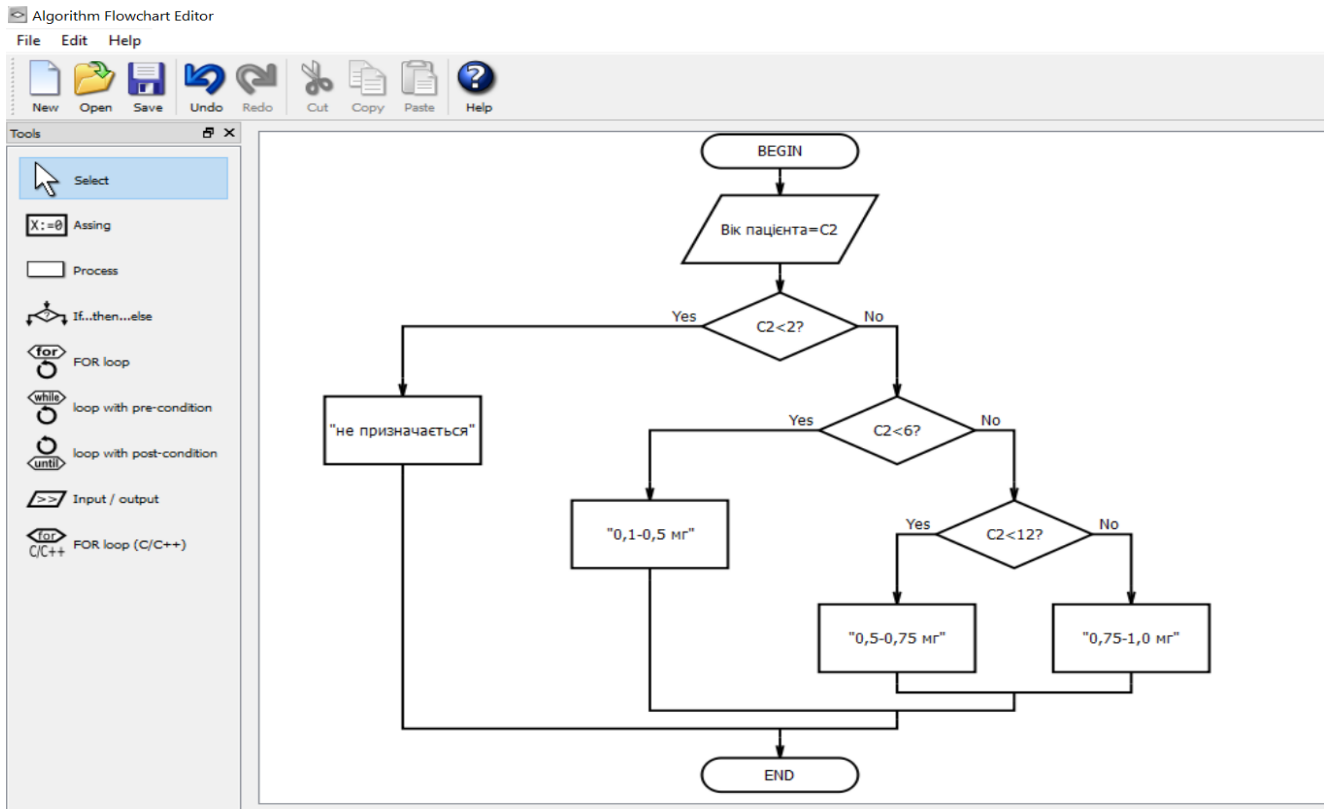 Algorithm Flowchart Editor
File Edit Help
New Open Save Undo Redo Cut Copy Paste Help
Tools
Select
X:=0 Assing
Process
? If...then...else
for FOR loop
while loop with pre-condition
until loop with post-condition
>> Input / output
for C/C++ FOR loop (C/C++)
BEGIN
Вік пацієнта=C2
Yes C2<2? No
"не призначається"
Yes C2<6? No
"0,1-0,5 мг"
Yes C2<12? No
"0,5-0,75 мг" "0,75-1,0 мг"
END